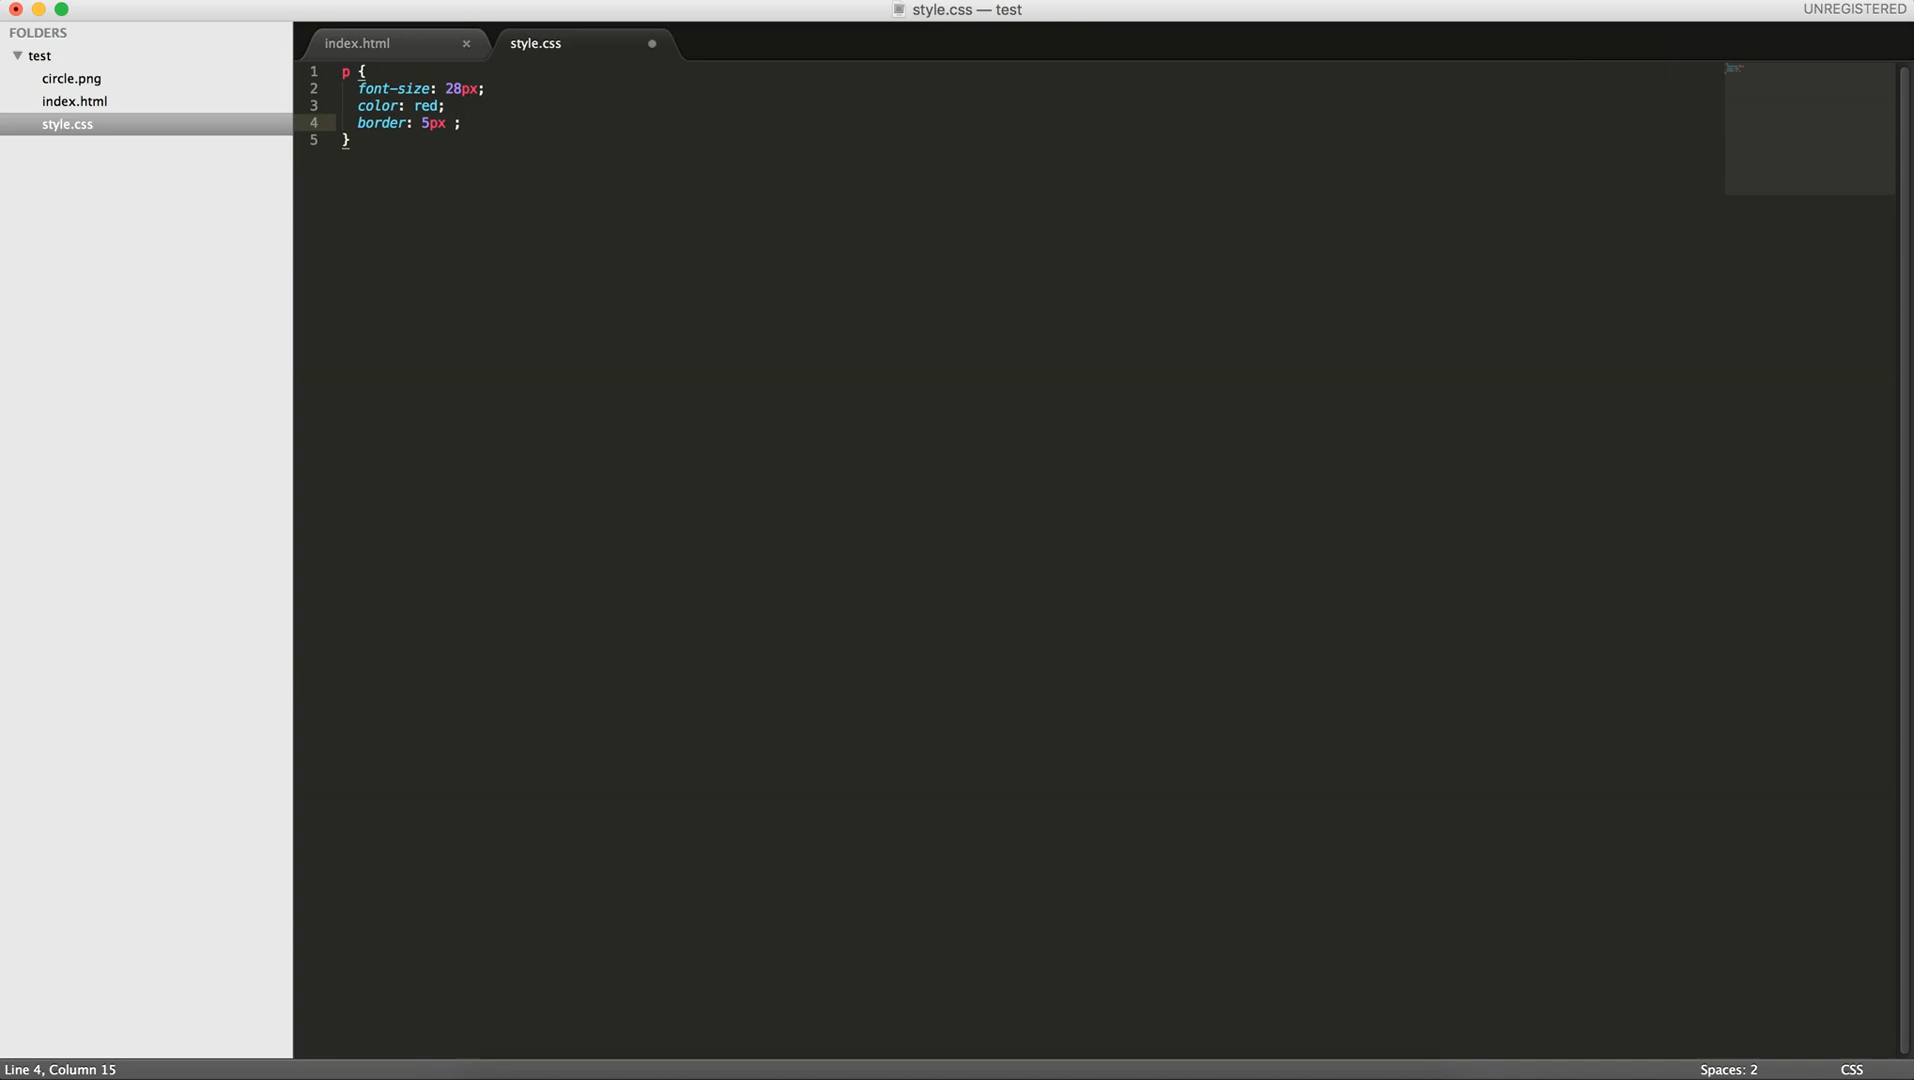 style.css — test
UNREGISTERED
FOLDERS
test
circle.png
index.html
style.css
index.html
style.css
1 p {
2 font-size: 28px;
3 color: red;
4 border: 5px ;
5 }
Line 4, Column 15
Spaces: 2
CSS